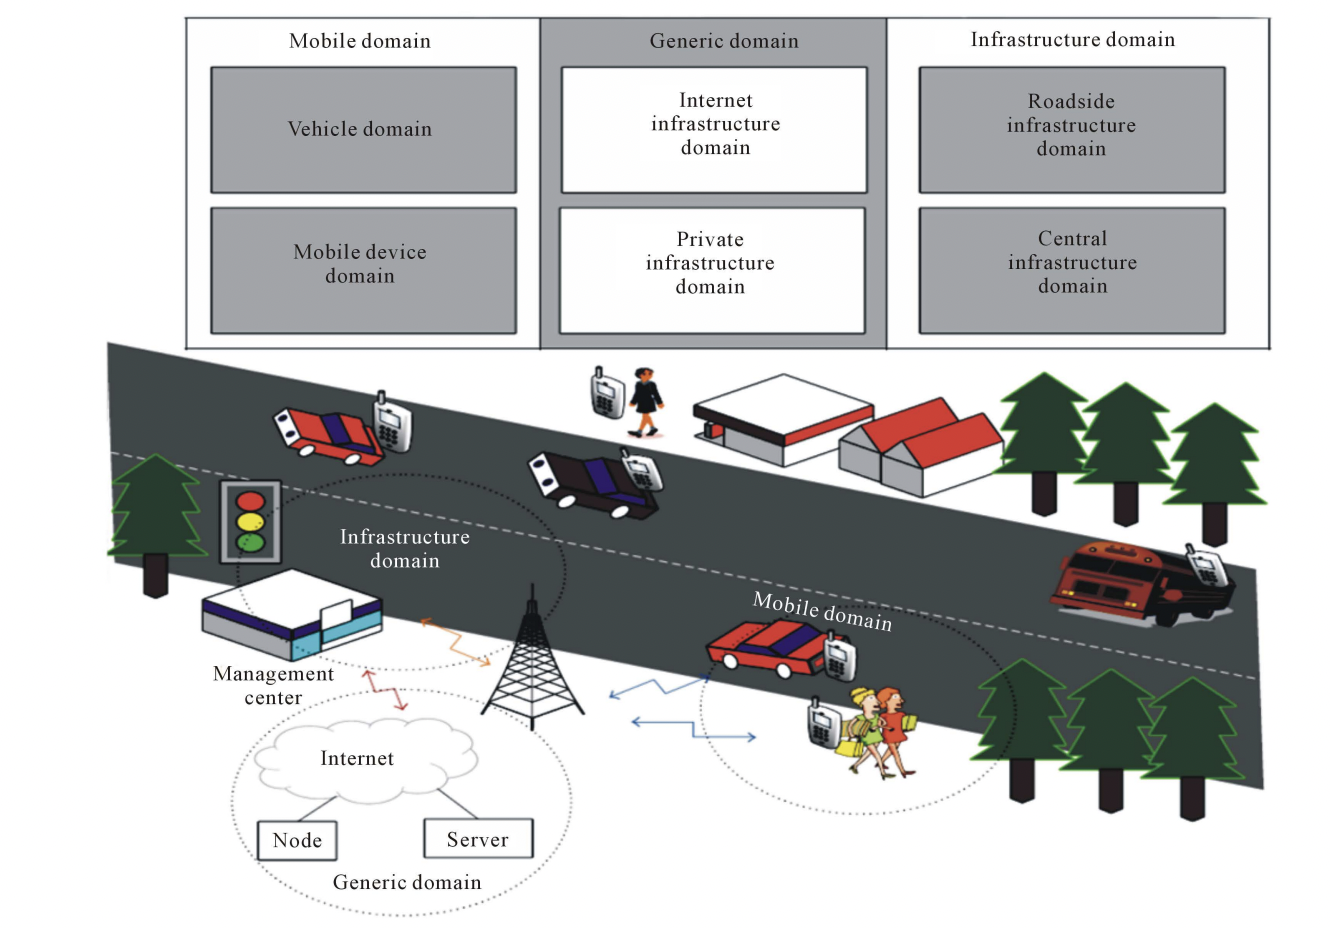 Mobile domain
Generic domain
Infrastructure domain
Vehicle domain
Internet
infrastructure
domain
Roadside
infrastructure
domain
Mobile device
domain
Private
infrastructure
domain
Central
infrastructure
domain
Infrastructure
domain
Mobile domain
Management
center
Internet
Node
Server
Generic domain